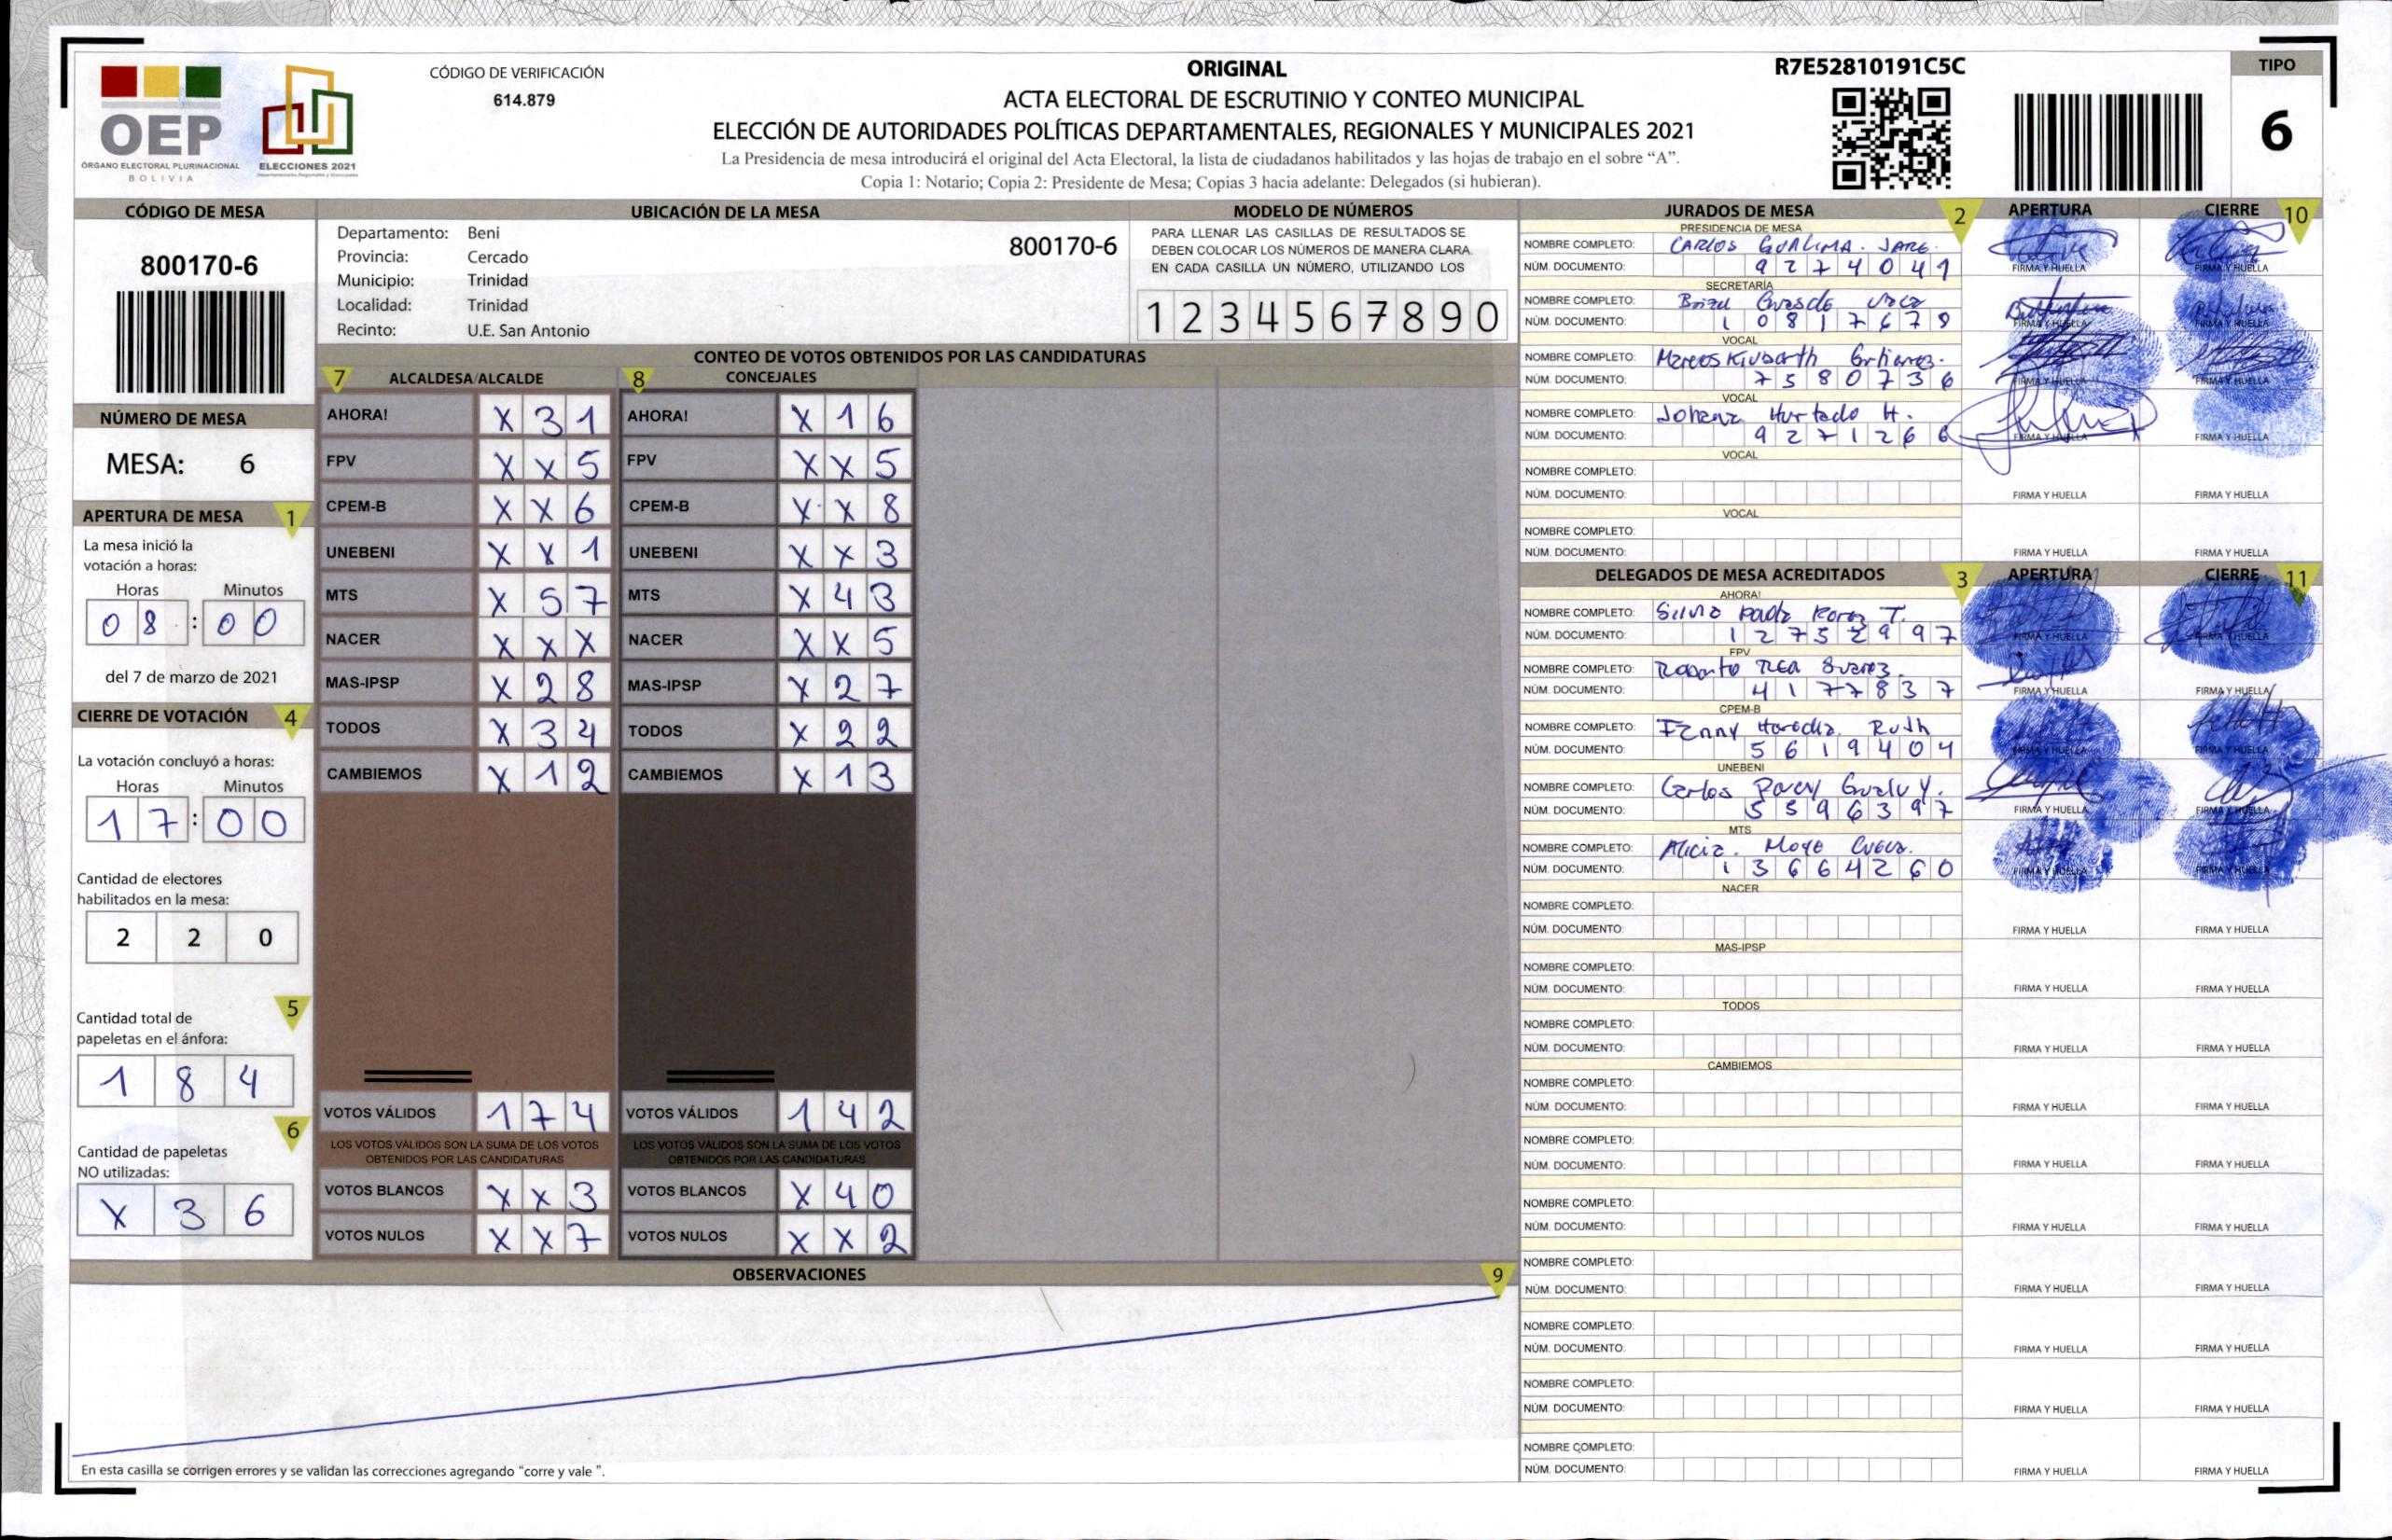 OEP
ÓRGANO ELECTORAL PLURINACIONAL
BOLIVIA
ELECCIONES 2021
CÓDIGO DE VERIFICACIÓN
614.879
ORIGINAL
ACTA ELECTORAL DE ESCRUTINIO Y CONTEO MUNICIPAL
ELECCIÓN DE AUTORIDADES POLÍTICAS DEPARTAMENTALES, REGIONALES Y MUNICIPALES 2021
La Presidencia de mesa introducirá el original del Acta Electoral, la lista de ciudadanos habilitados y las hojas de trabajo en el sobre “A”.
Copia 1: Notario; Copia 2: Presidente de Mesa; Copias 3 hacia adelante: Delegados (si hubieran).
R7E52810191C5C
TIPO
6
CÓDIGO DE MESA
800170-6
NÚMERO DE MESA
MESA: 6
APERTURA DE MESA 1
La mesa inició la
votación a horas:
Horas Minutos
08:00
del 7 de marzo de 2021
CIERRE DE VOTACIÓN 4
La votación concluyó a horas:
Horas Minutos
17:00
Cantidad de electores
habilitados en la mesa:
2 2 0
5
Cantidad total de
papeletas en el ánfora:
1 8 4
6
Cantidad de papeletas
NO utilizadas:
X 3 6
UBICACIÓN DE LA MESA
Departamento: Beni
Provincia: Cercado
Municipio: Trinidad
Localidad: Trinidad
Recinto: U.E. San Antonio
800170-6
MODELO DE NÚMEROS
PARA LLENAR LAS CASILLAS DE RESULTADOS SE
DEBEN COLOCAR LOS NÚMEROS DE MANERA CLARA.
EN CADA CASILLA UN NÚMERO, UTILIZANDO LOS
1 2 3 4 5 6 7 8 9 0
CONTEO DE VOTOS OBTENIDOS POR LAS CANDIDATURAS
7 ALCALDESA/ALCALDE 8 CONCEJALES
AHORA! X 3 1 AHORA! X 1 6
FPV X X 5 FPV X X 5
CPEM-B X X 6 CPEM-B X X 8
UNEBENI X X 1 UNEBENI X X 3
MTS X 5 7 MTS X 4 3
NACER X X X NACER X X 5
MAS-IPSP X 2 8 MAS-IPSP X 2 7
TODOS X 3 4 TODOS X 2 2
CAMBIEMOS X 1 2 CAMBIEMOS X 1 3
VOTOS VÁLIDOS 1 7 4 VOTOS VÁLIDOS 1 4 2
LOS VOTOS VÁLIDOS SON LA SUMA DE LOS VOTOS LOS VOTOS VÁLIDOS SON LA SUMA DE LOS VOTOS
OBTENIDOS POR LAS CANDIDATURAS OBTENIDOS POR LAS CANDIDATURAS
VOTOS BLANCOS X X 3 VOTOS BLANCOS X 4 0
VOTOS NULOS X X 7 VOTOS NULOS X X 2
OBSERVACIONES 9
En esta casilla se corrigen errores y se validan las correcciones agregando “corre y vale ”.
JURADOS DE MESA 2 APERTURA CIERRE 10
PRESIDENCIA DE MESA
NOMBRE COMPLETO: CARLOS GUALIMA. JARE.
NÚM. DOCUMENTO: 9274041 FIRMA Y HUELLA FIRMA Y HUELLA
SECRETARÍA
NOMBRE COMPLETO:
NÚM. DOCUMENTO: 10817679 FIRMA Y HUELLA FIRMA Y HUELLA
VOCAL
NOMBRE COMPLETO: Marcos
NÚM. DOCUMENTO: 7580736 FIRMA Y HUELLA FIRMA Y HUELLA
VOCAL
NOMBRE COMPLETO: Hurtado H.
NÚM. DOCUMENTO: 9271266 FIRMA Y HUELLA FIRMA Y HUELLA
VOCAL
NOMBRE COMPLETO:
NÚM. DOCUMENTO: FIRMA Y HUELLA FIRMA Y HUELLA
VOCAL
NOMBRE COMPLETO:
NÚM. DOCUMENTO: FIRMA Y HUELLA FIRMA Y HUELLA
DELEGADOS DE MESA ACREDITADOS 3 APERTURA CIERRE 11
AHORA!
NOMBRE COMPLETO: T.
NÚM. DOCUMENTO: 12752997 FIRMA Y HUELLA FIRMA Y HUELLA
FPV
NOMBRE COMPLETO: Roberto Suarez
NÚM. DOCUMENTO: 4177837 FIRMA Y HUELLA FIRMA Y HUELLA
CPEM-B
NOMBRE COMPLETO: Fanny Heredia Ruth
NÚM. DOCUMENTO: 5619404 FIRMA Y HUELLA FIRMA Y HUELLA
UNEBENI
NOMBRE COMPLETO: Carlos
NÚM. DOCUMENTO: 5596397 FIRMA Y HUELLA FIRMA Y HUELLA
MTS
NOMBRE COMPLETO: Alicia. Moye
NÚM. DOCUMENTO: 13664260 FIRMA Y HUELLA FIRMA Y HUELLA
NACER
NOMBRE COMPLETO:
NÚM. DOCUMENTO: FIRMA Y HUELLA FIRMA Y HUELLA
MAS-IPSP
NOMBRE COMPLETO:
NÚM. DOCUMENTO: FIRMA Y HUELLA FIRMA Y HUELLA
TODOS
NOMBRE COMPLETO:
NÚM. DOCUMENTO: FIRMA Y HUELLA FIRMA Y HUELLA
CAMBIEMOS
NOMBRE COMPLETO:
NÚM. DOCUMENTO: FIRMA Y HUELLA FIRMA Y HUELLA
NOMBRE COMPLETO:
NÚM. DOCUMENTO: FIRMA Y HUELLA FIRMA Y HUELLA
NOMBRE COMPLETO:
NÚM. DOCUMENTO: FIRMA Y HUELLA FIRMA Y HUELLA
NOMBRE COMPLETO:
NÚM. DOCUMENTO: FIRMA Y HUELLA FIRMA Y HUELLA
NOMBRE COMPLETO:
NÚM. DOCUMENTO: FIRMA Y HUELLA FIRMA Y HUELLA
NOMBRE COMPLETO:
NÚM. DOCUMENTO: FIRMA Y HUELLA FIRMA Y HUELLA
NOMBRE COMPLETO:
NÚM. DOCUMENTO: FIRMA Y HUELLA FIRMA Y HUELLA